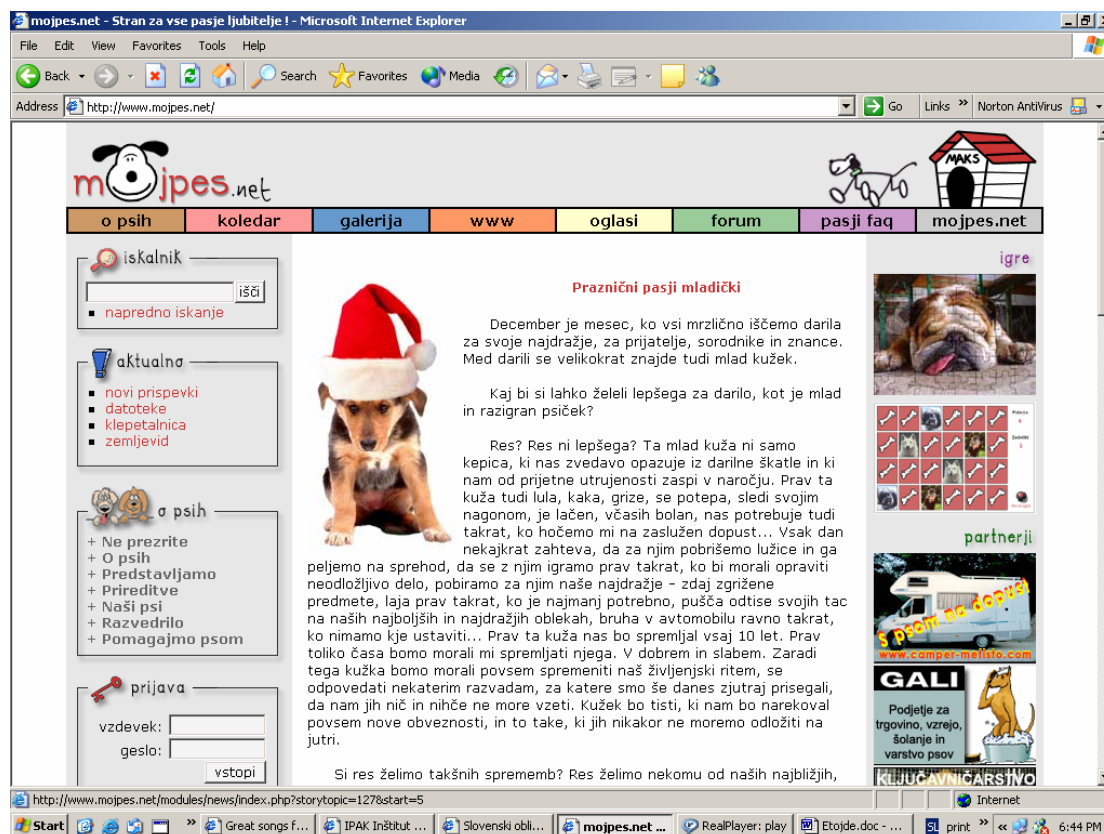 mojpes.net - Stran za vse pasje ljubitelje ! - Microsoft Internet Explorer
File Edit View Favorites Tools Help
Back Search Favorites Media
Address http://www.mojpes.net/ Go Links » Norton AntiVirus
mojpes.net
MAKS
o psih koledar galerija www oglasi forum pasji faq mojpes.net
iskalnik
išči
napredno iskanje
aktualno
novi prispevki
datoteke
klepetalnica
zemljevid
o psih
+ Ne prezrite
+ O psih
+ Predstavljamo
+ Prireditve
+ Naši psi
+ Razvedrilo
+ Pomagajmo psom
prijava
vzdevek:
geslo:
vstopi
Praznični pasji mladički
December je mesec, ko vsi mrzlično iščemo darila
za svoje najdražje, za prijatelje, sorodnike in znance.
Med darili se velikokrat znajde tudi mlad kužek.
Kaj bi si lahko želeli lepšega za darilo, kot je mlad
in razigran psiček?
Res? Res ni lepšega? Ta mlad kuža ni samo
kepica, ki nas zvedavo opazuje iz darilne škatle in ki
nam od prijetne utrujenosti zaspi v naročju. Prav ta
kuža tudi lula, kaka, grize, se potepa, sledi svojim
nagonom, je lačen, včasih bolan, nas potrebuje tudi
takrat, ko hočemo mi na zaslužen dopust... Vsak dan
nekajkrat zahteva, da za njim pobrišemo lužice in ga
peljemo na sprehod, da se z njim igramo prav takrat, ko bi morali opraviti
neodložljivo delo, pobiramo za njim naše najdražje – zdaj zgrižene
predmete, laja prav takrat, ko je najmanj potrebno, pušča odtise svojih tac
na naših najboljših in najdražjih oblekah, bruha v avtomobilu ravno takrat,
ko nimamo kje ustaviti... Prav ta kuža nas bo spremljal vsaj 10 let. Prav
toliko časa bomo morali mi spremljati njega. V dobrem in slabem. Zaradi
tega kužka bomo morali povsem spremeniti naš življenjski ritem, se
odpovedati nekaterim razvadam, za katere smo še danes zjutraj prisegali,
da nam jih nič in nihče ne more vzeti. Kužek bo tisti, ki nam bo narekoval
povsem nove obveznosti, in to take, ki jih nikakor ne moremo odložiti na
jutri.
Si res želimo takšnih sprememb? Res želimo nekomu od naših najbližjih,
igre
partnerji
s psom na dopust
www.camper-mefisto.com
GALI
Podjetje za
trgovino, vzrejo,
šolanje in
varstvo psov
KLJUČAVNIČARSTVO
http://www.mojpes.net/modules/news/index.php?storytopic=127&start=5 Internet
Start » Great songs f... IPAK Inštitut ... Slovenski obli... mojpes.net ... RealPlayer: play Etojde.doc - ... SL print » « 6:44 PM